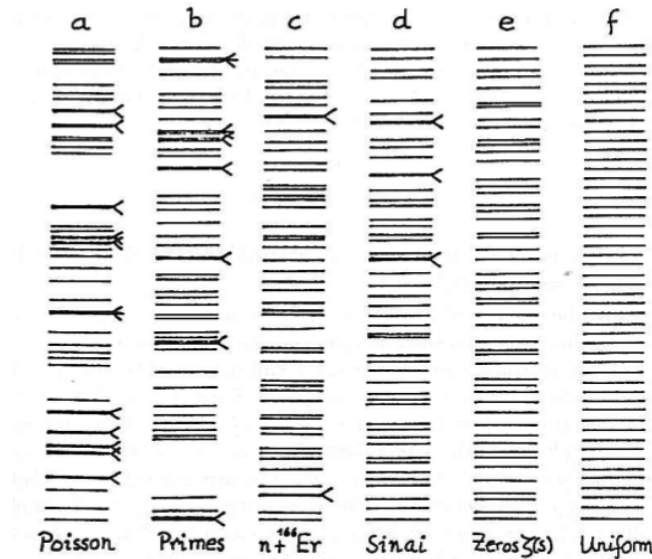 a b c d e f
Poisson Primes n+¹⁶⁶Er Sinai Zeros ζ(s) Uniform